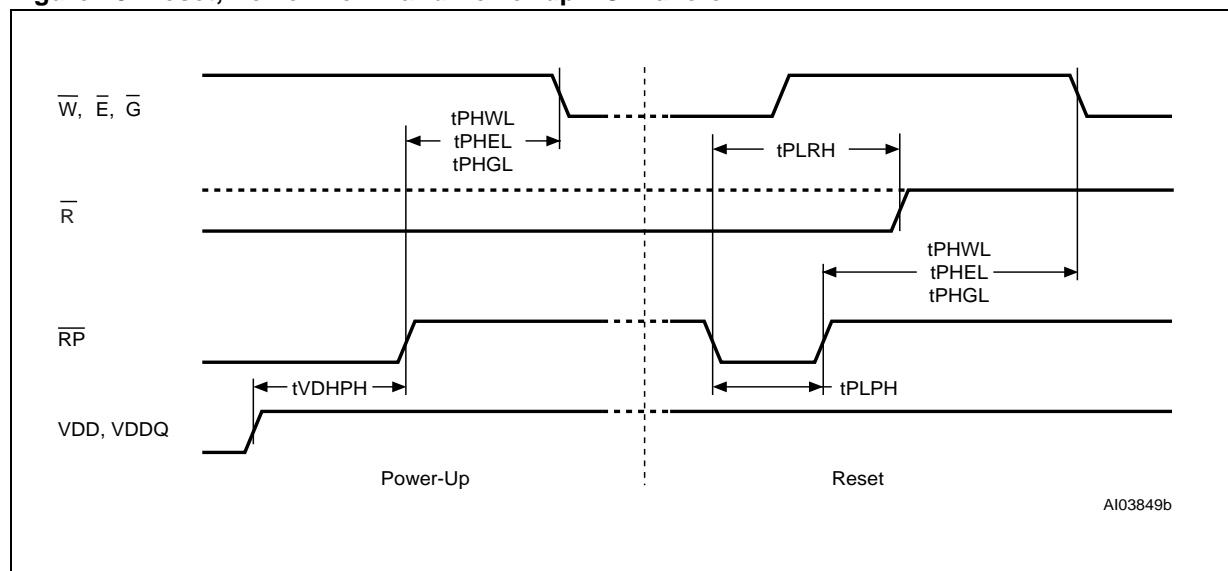 W, E, G
tPHWL
tPHEL
tPHGL
tPLRH
R
tPHWL
tPHEL
tPHGL
RP
tVDHPH
tPLPH
VDD, VDDQ
Power-Up
Reset
AI03849b